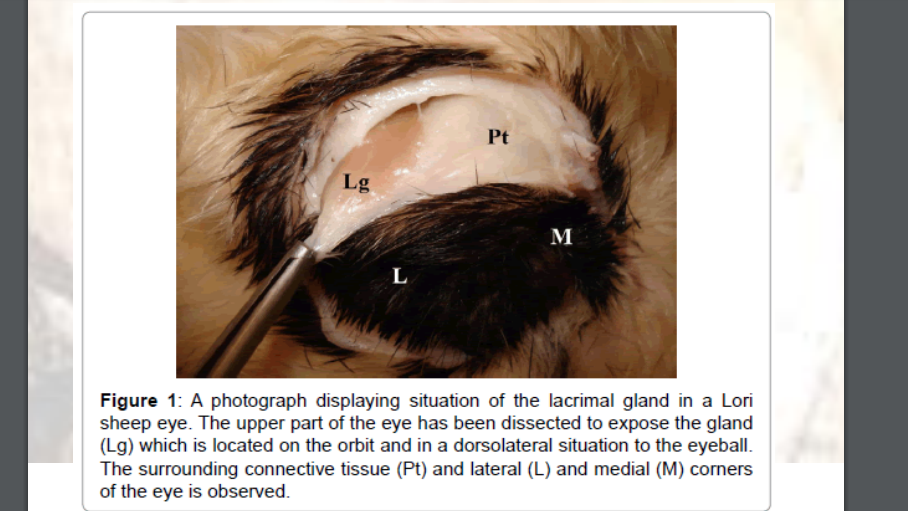 Pt
Lg
M
L
Figure 1: A photograph displaying situation of the lacrimal gland in a Lori
sheep eye. The upper part of the eye has been dissected to expose the gland
(Lg) which is located on the orbit and in a dorsolateral situation to the eyeball.
The surrounding connective tissue (Pt) and lateral (L) and medial (M) corners
of the eye is observed.